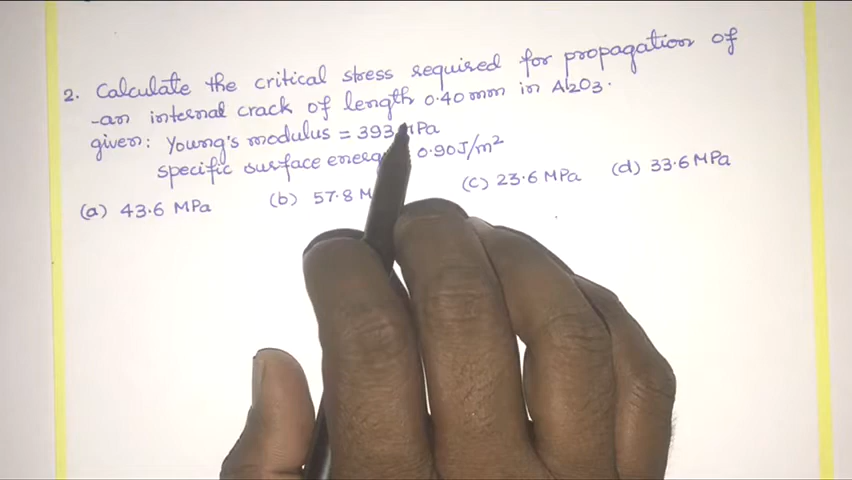 2. Calculate the critical stress required for propagation of
-an internal crack of length 0.40 mm in Al2O3.
given: Young's modulus = 393 MPa
specific surface 0.90 J/m²
(a) 43.6 MPa (b) 57.8 M (c) 23.6 MPa (d) 33.6 MPa